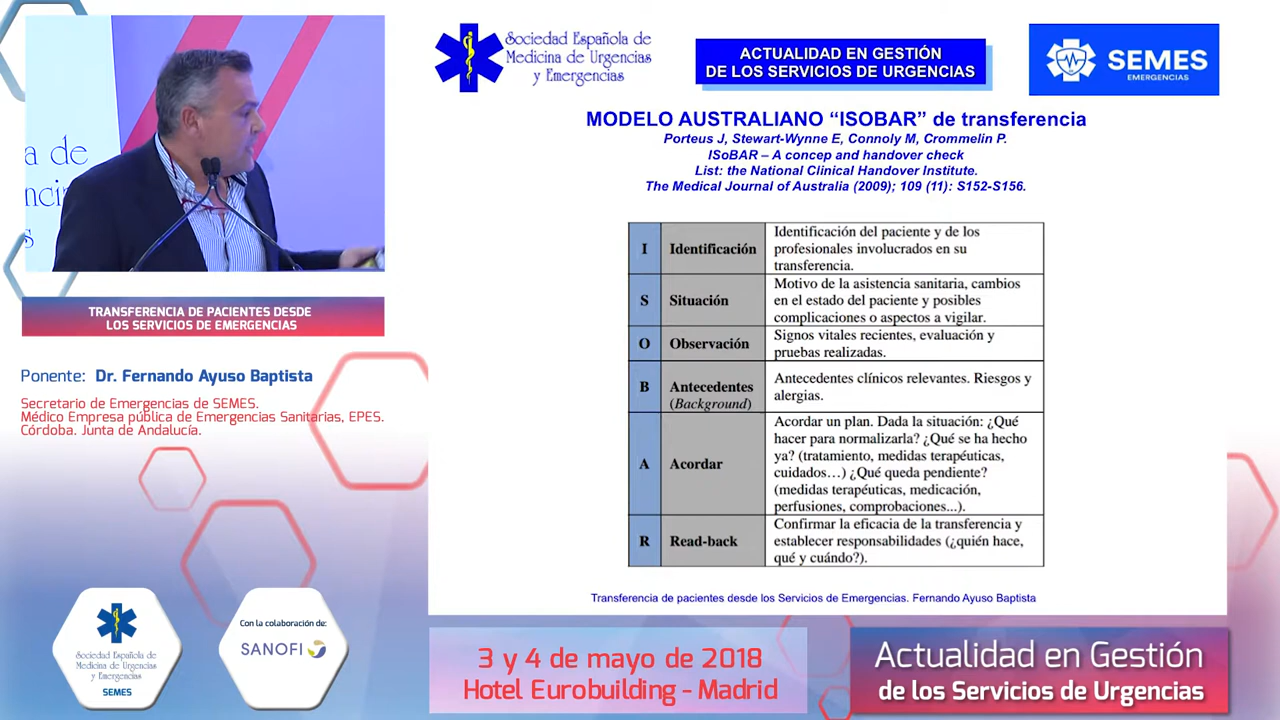 a de
ncin
s
TRANSFERENCIA DE PACIENTES DESDE
LOS SERVICIOS DE EMERGENCIAS
Ponente: Dr. Fernando Ayuso Baptista
Secretario de Emergencias de SEMES.
Médico Empresa pública de Emergencias Sanitarias, EPES.
Córdoba. Junta de Andalucía.
Sociedad Española de
Medicina de Urgencias
y Emergencias
SEMES
Con la colaboración de:
SANOFI
Sociedad Española de
Medicina de Urgencias
y Emergencias
ACTUALIDAD EN GESTIÓN
DE LOS SERVICIOS DE URGENCIAS
SEMES
EMERGENCIAS
MODELO AUSTRALIANO “ISOBAR” de transferencia
Porteus J, Stewart-Wynne E, Connoly M, Crommelin P.
ISoBAR – A concep and handover check
List: the National Clinical Handover Institute.
The Medical Journal of Australia (2009); 109 (11): S152-S156.
I Identificación Identificación del paciente y de los
profesionales involucrados en su
transferencia.
S Situación Motivo de la asistencia sanitaria, cambios
en el estado del paciente y posibles
complicaciones o aspectos a vigilar.
O Observación Signos vitales recientes, evaluación y
pruebas realizadas.
B Antecedentes
(Background) Antecedentes clínicos relevantes. Riesgos y
alergias.
A Acordar Acordar un plan. Dada la situación: ¿Qué
hacer para normalizarla? ¿Qué se ha hecho
ya? (tratamiento, medidas terapéuticas,
cuidados…) ¿Qué queda pendiente?
(medidas terapéuticas, medicación,
perfusiones, comprobaciones...).
R Read-back Confirmar la eficacia de la transferencia y
establecer responsabilidades (¿quién hace,
qué y cuándo?).
Transferencia de pacientes desde los Servicios de Emergencias. Fernando Ayuso Baptista
3 y 4 de mayo de 2018
Hotel Eurobuilding - Madrid
Actualidad en Gestión
de los Servicios de Urgencias